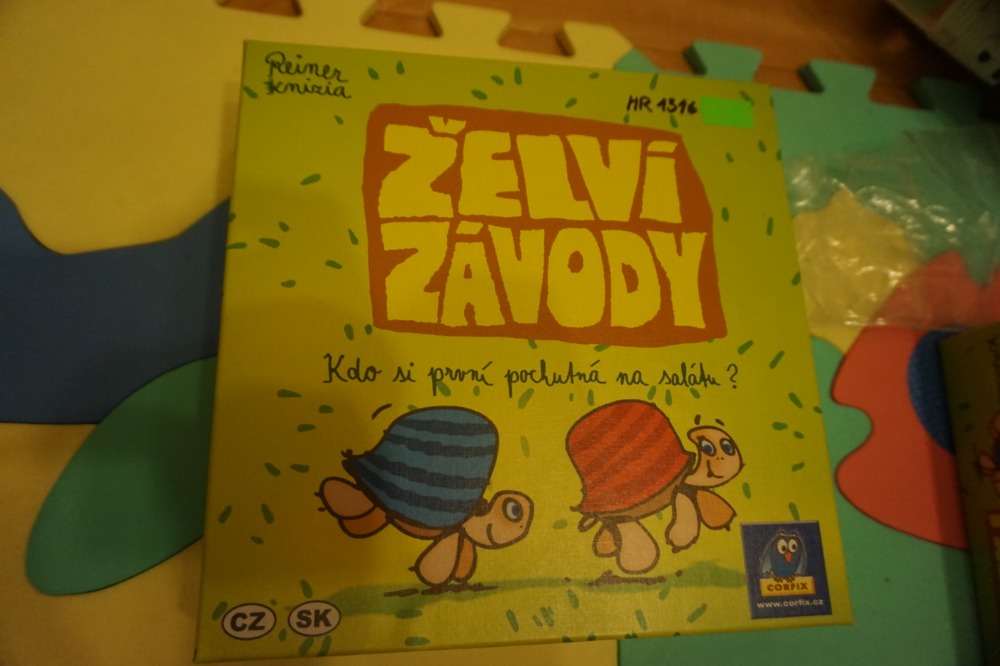 Reiner
Knizia
HR 1316
ŽELVÍ
ZÁVODY
Kdo si první pochutná na salátu?
CORFIX
www.corfix.cz
CZ SK